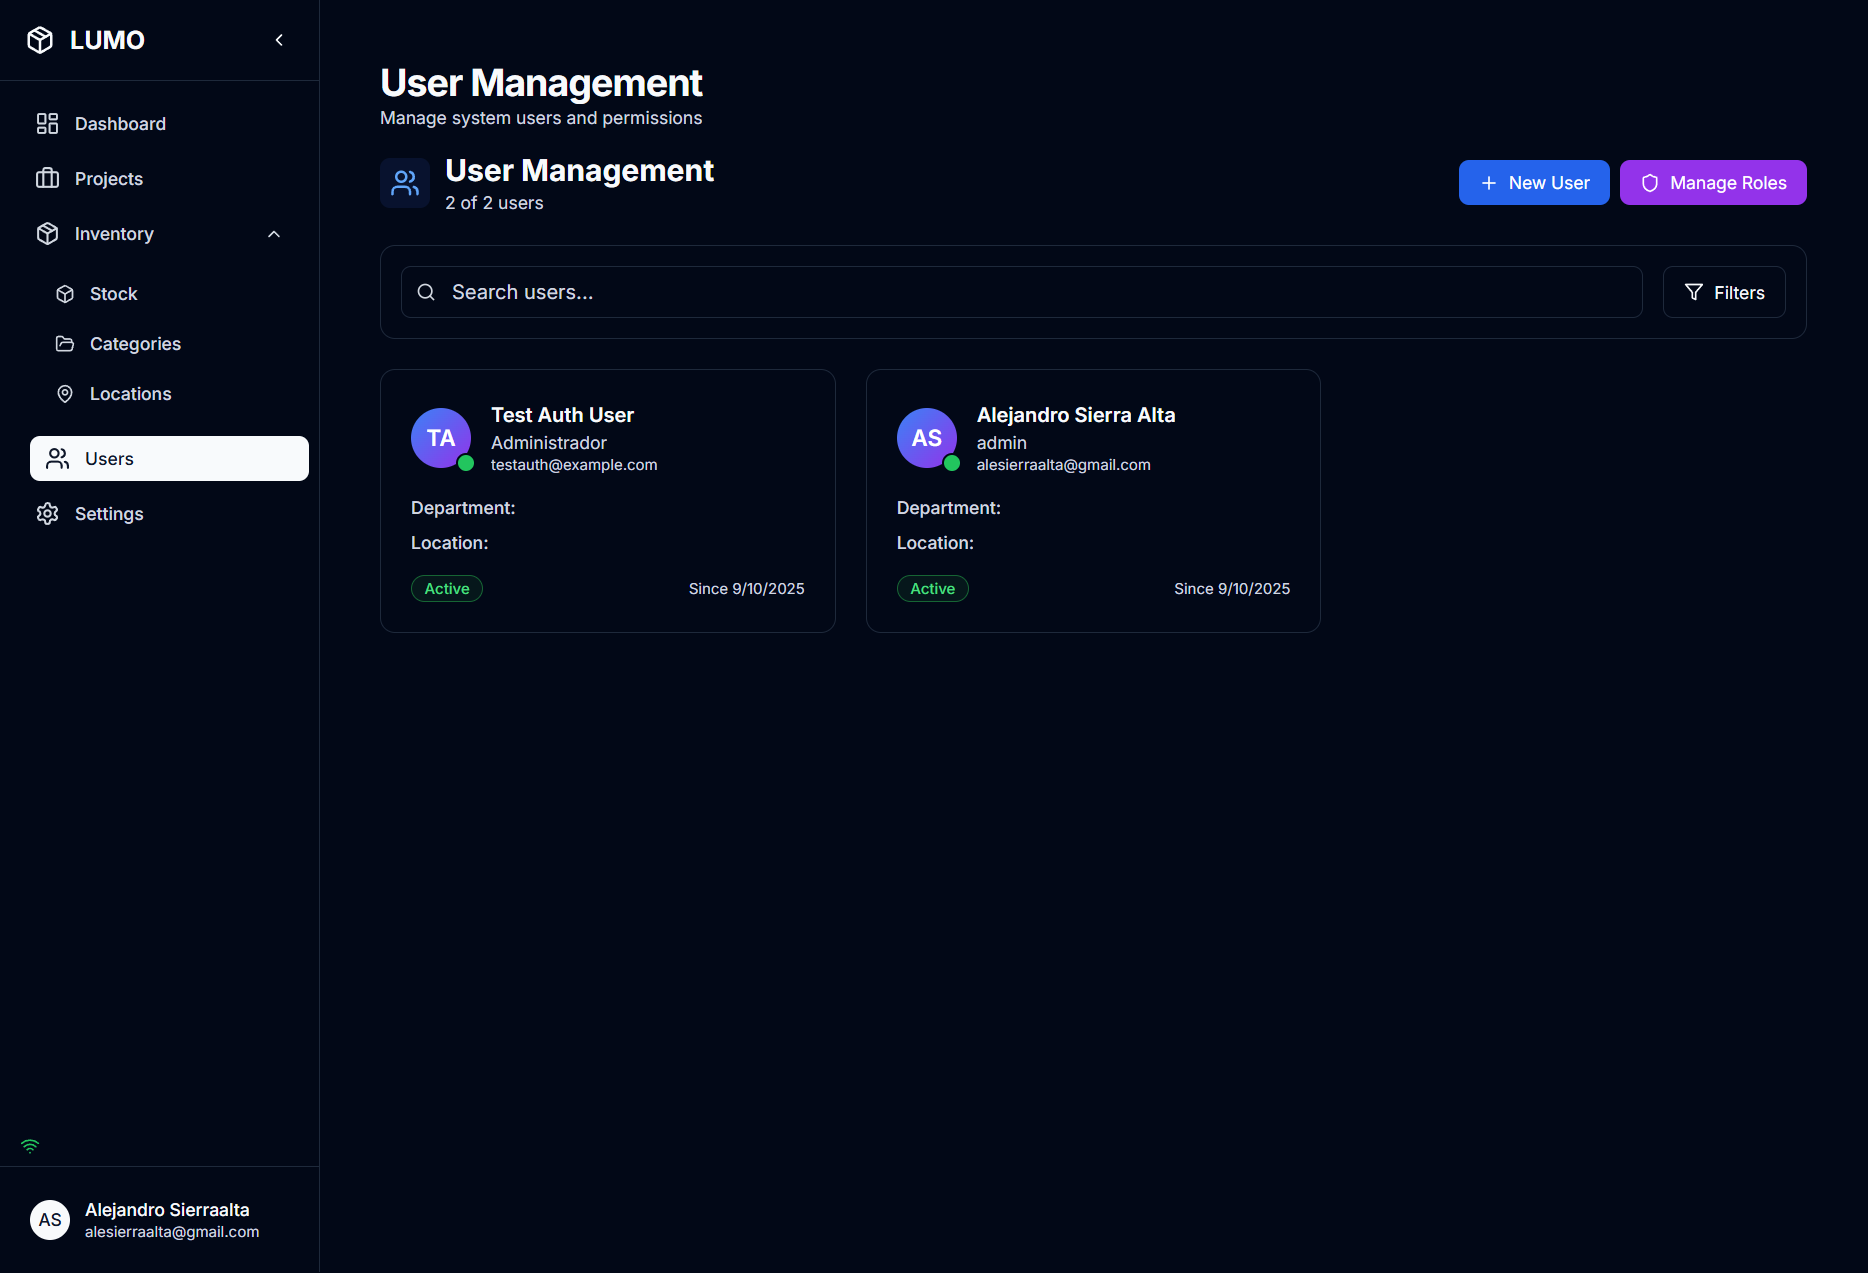 LUMO
Dashboard
Projects
Inventory
Stock
Categories
Locations
Users
Settings
AS
Alejandro Sierraalta
alesierraalta@gmail.com
User Management
Manage system users and permissions
User Management
2 of 2 users
New User
Manage Roles
Search users...
Filters
TA
Test Auth User
Administrador
testauth@example.com
Department:
Location:
Active
Since 9/10/2025
AS
Alejandro Sierra Alta
admin
alesierraalta@gmail.com
Department:
Location:
Active
Since 9/10/2025